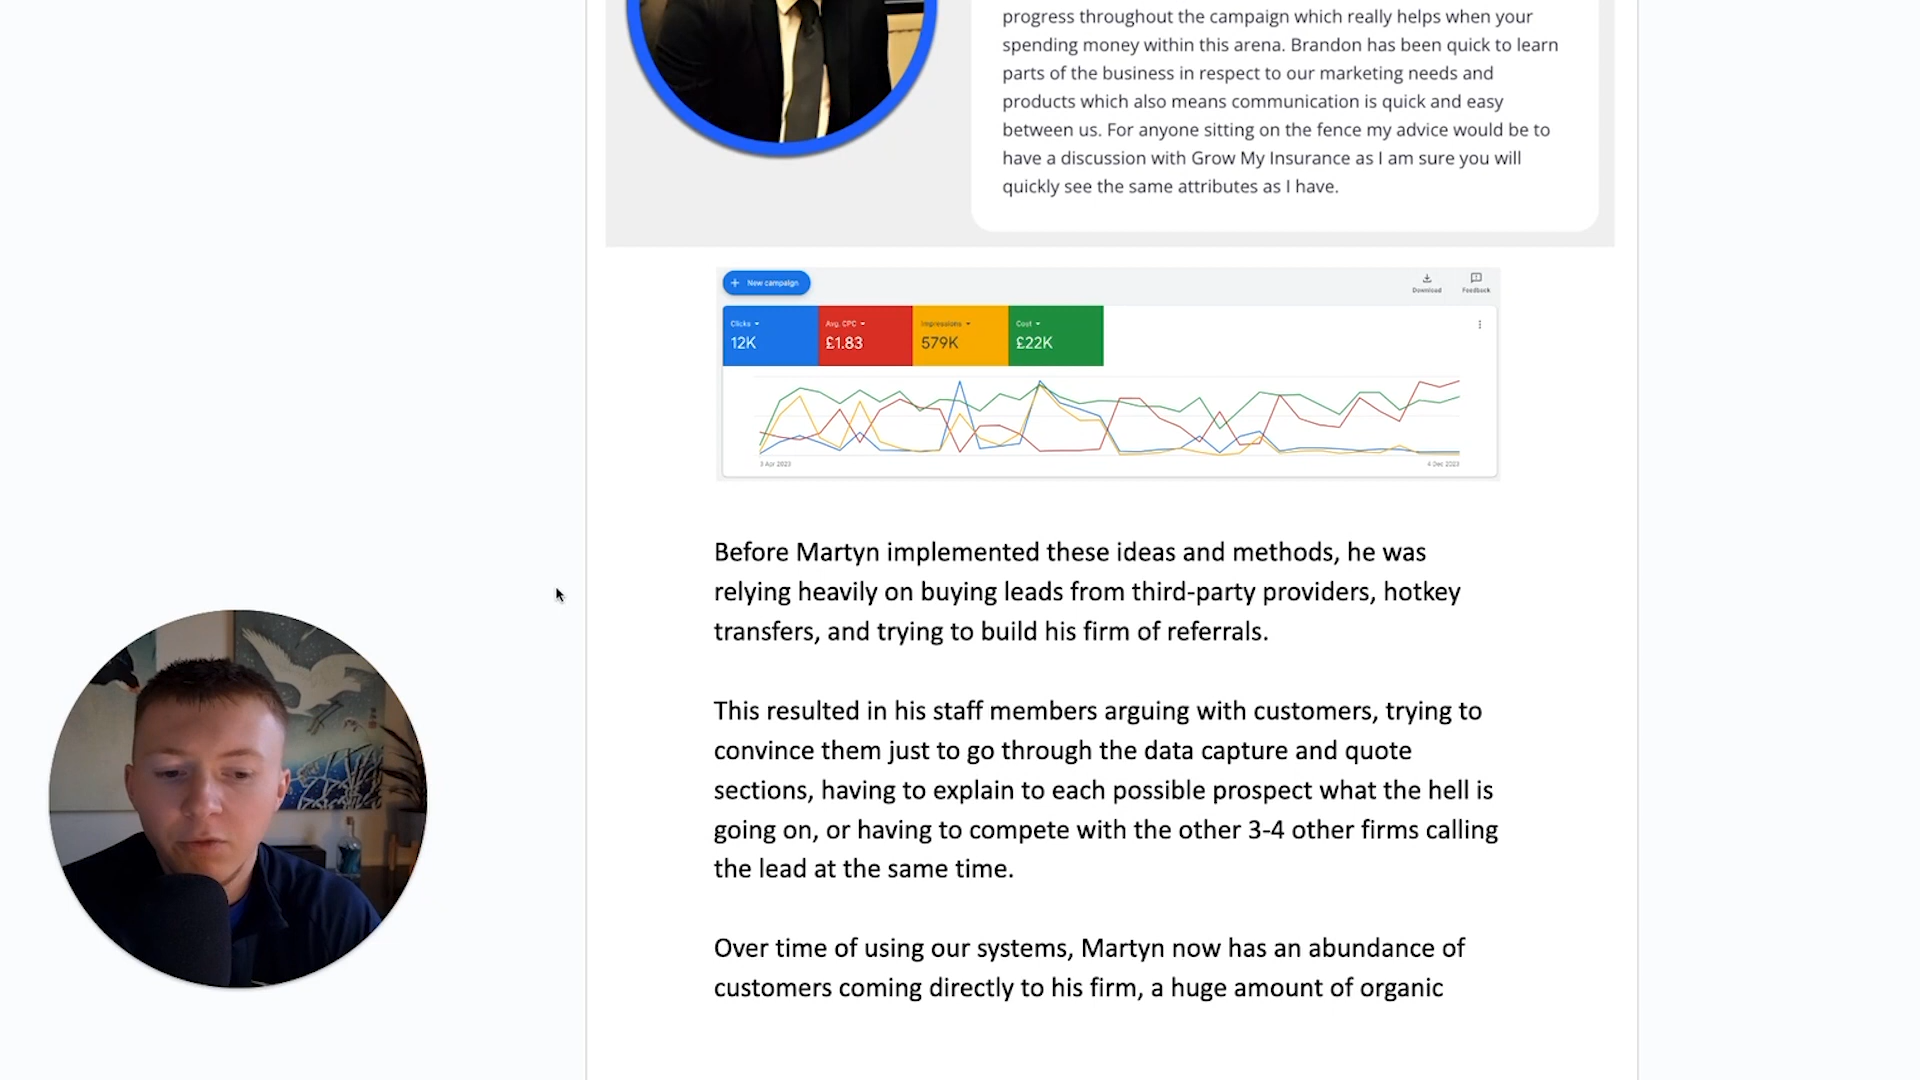 progress throughout the campaign which really helps when your
spending money within this arena. Brandon has been quick to learn
parts of the business in respect to our marketing needs and
products which also means communication is quick and easy
between us. For anyone sitting on the fence my advice would be to
have a discussion with Grow My Insurance as I am sure you will
quickly see the same attributes as I have.
+ New campaign
Download
Feedback
Clicks
Avg. CPC
Impressions
Cost
12K
£1.83
579K
£22K
3 Apr 2023
4 Dec 2023
Before Martyn implemented these ideas and methods, he was
relying heavily on buying leads from third-party providers, hotkey
transfers, and trying to build his firm of referrals.
This resulted in his staff members arguing with customers, trying to
convince them just to go through the data capture and quote
sections, having to explain to each possible prospect what the hell is
going on, or having to compete with the other 3-4 other firms calling
the lead at the same time.
Over time of using our systems, Martyn now has an abundance of
customers coming directly to his firm, a huge amount of organic